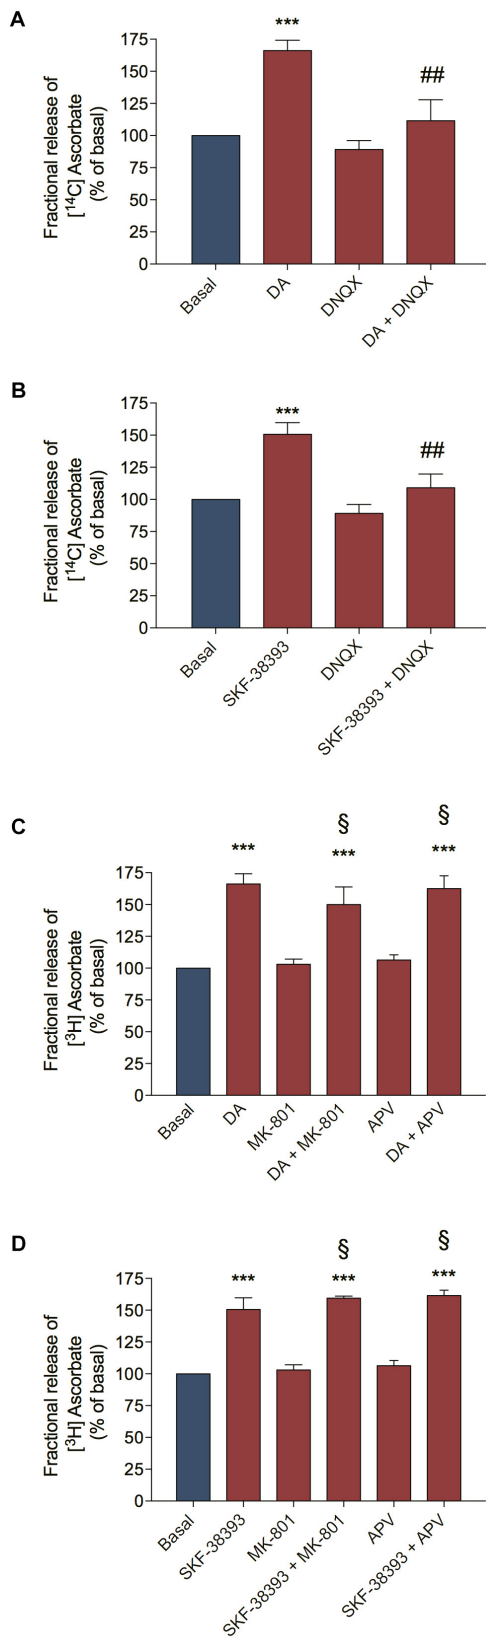 A
Fractional release of
[¹⁴C] Ascorbate
(% of basal)
175
150
125
100
75
50
25
0
***
##
Basal
DA
DNQX
DA + DNQX
B
Fractional release of
[¹⁴C] Ascorbate
(% of basal)
175
150
125
100
75
50
25
0
***
##
Basal
SKF-38393
DNQX
SKF-38393 + DNQX
C
Fractional release of
[³H] Ascorbate
(% of basal)
175
150
125
100
75
50
25
0
§ §
*** *** ***
Basal
DA
MK-801
DA + MK-801
APV
DA + APV
D
Fractional release of
[³H] Ascorbate
(% of basal)
175
150
125
100
75
50
25
0
§ §
*** *** ***
Basal
SKF-38393
MK-801
SKF-38393 + MK-801
APV
SKF-38393 + APV